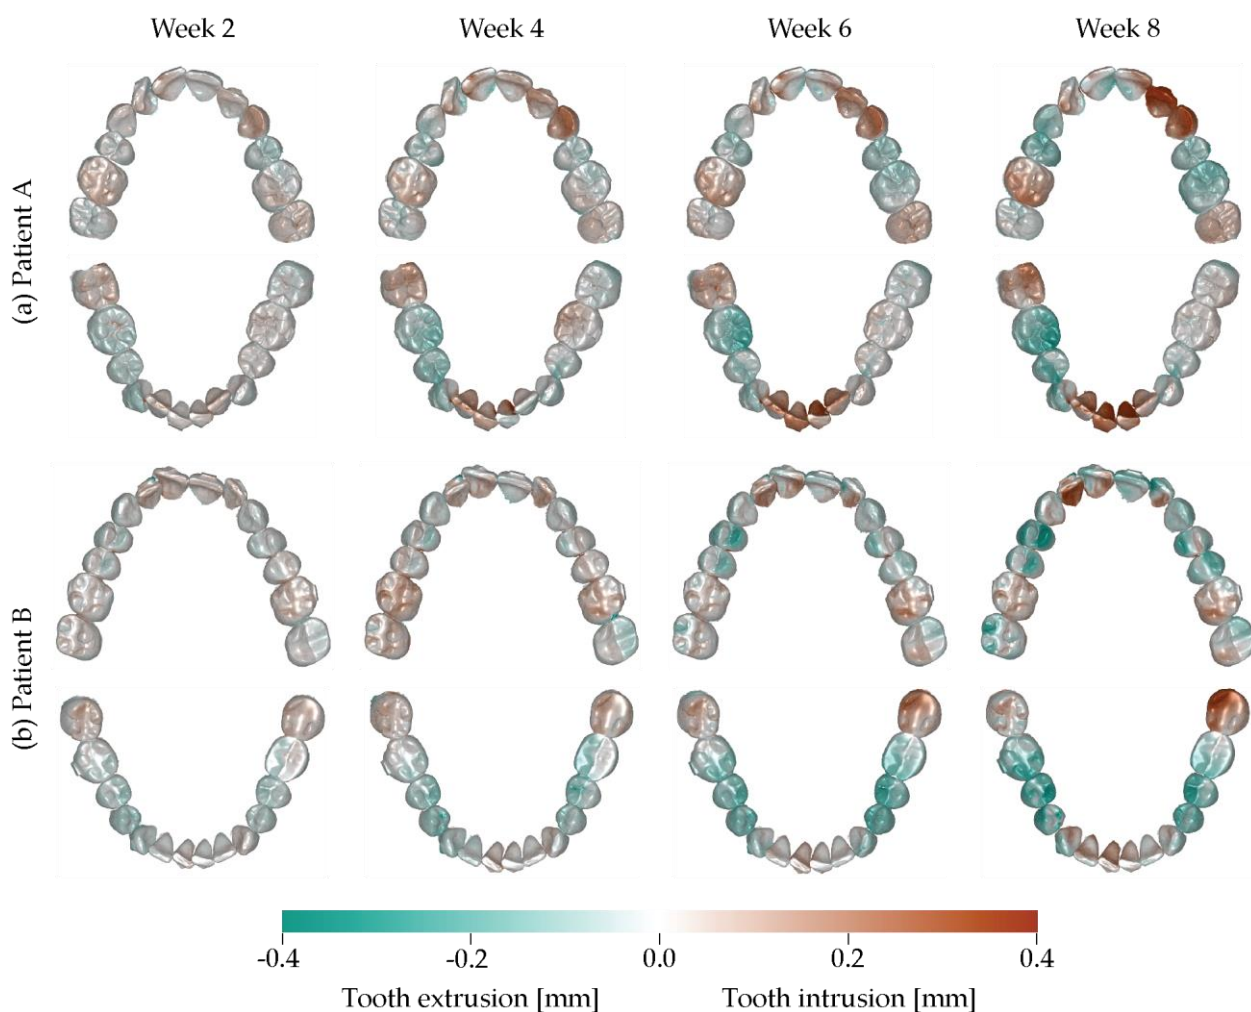 Week 2
Week 4
Week 6
Week 8
(a) Patient A
(b) Patient B
-0.4
-0.2
0.0
0.2
0.4
Tooth extrusion [mm]
Tooth intrusion [mm]